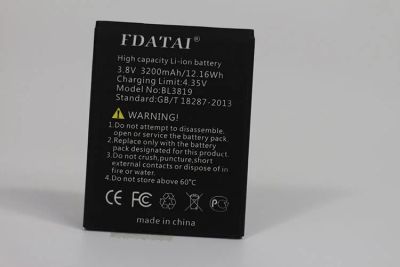 FDATAI®
High capacity Li-ion battery
3.8V 3200mAh/12.16Wh
Charging Limit:4.35V
Model No:BL3819
Standard:GB/T 18287-2013
WARNING!
1.Do not attempt to disassemble,
open or service the battery pack
2.Replace only with the battery
pack designated for this product
3.Do not crush,puncture,short
external contacts or dispose of in
fire or water.
4.Do not store above 60°C
CE FC PC
made in china